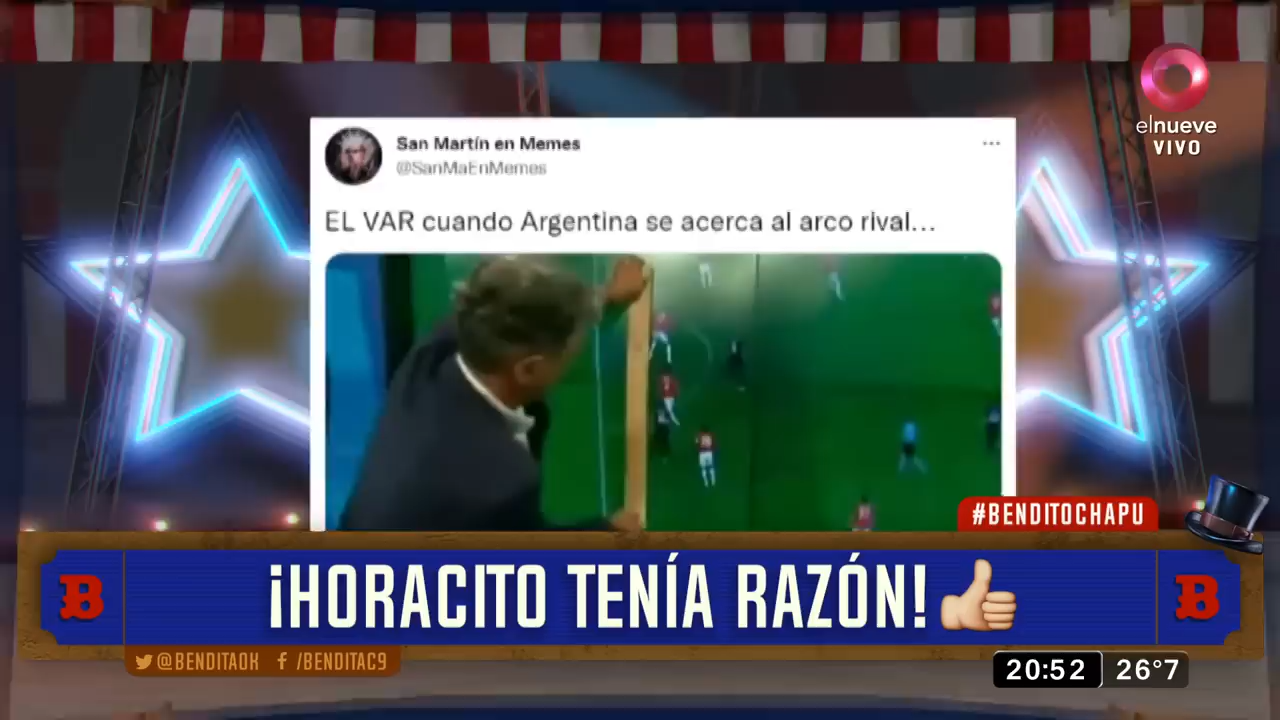 elnueve
VIVO
San Martín en Memes
@SanMaEnMemes
EL VAR cuando Argentina se acerca al arco rival...
#BENDITOCHAPU
B
¡HORACITO TENÍA RAZÓN!👍
B
@BENDITAOK f /BENDITAC9
20:52 26°7